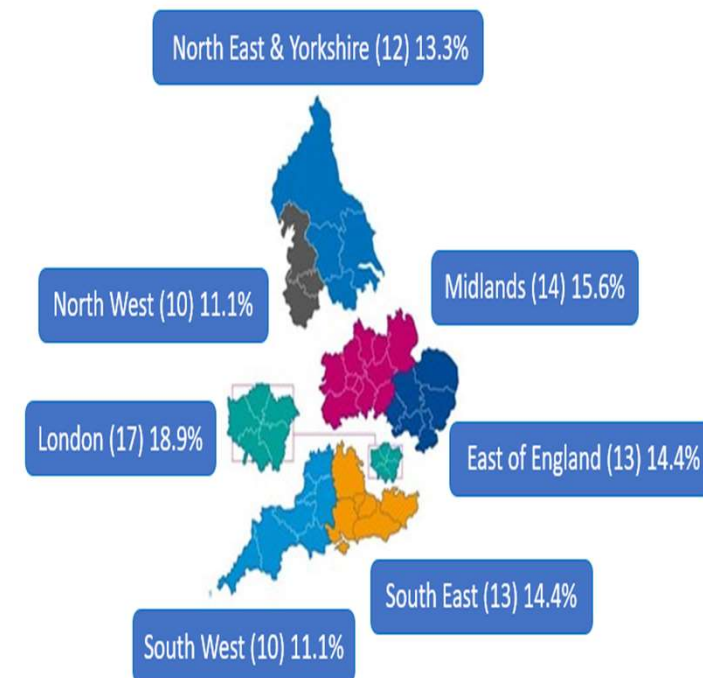 North East & Yorkshire (12) 13.3%
Midlands (14) 15.6%
North West (10) 11.1%
London (17) 18.9%
East of England (13) 14.4%
South East (13) 14.4%
South West (10) 11.1%